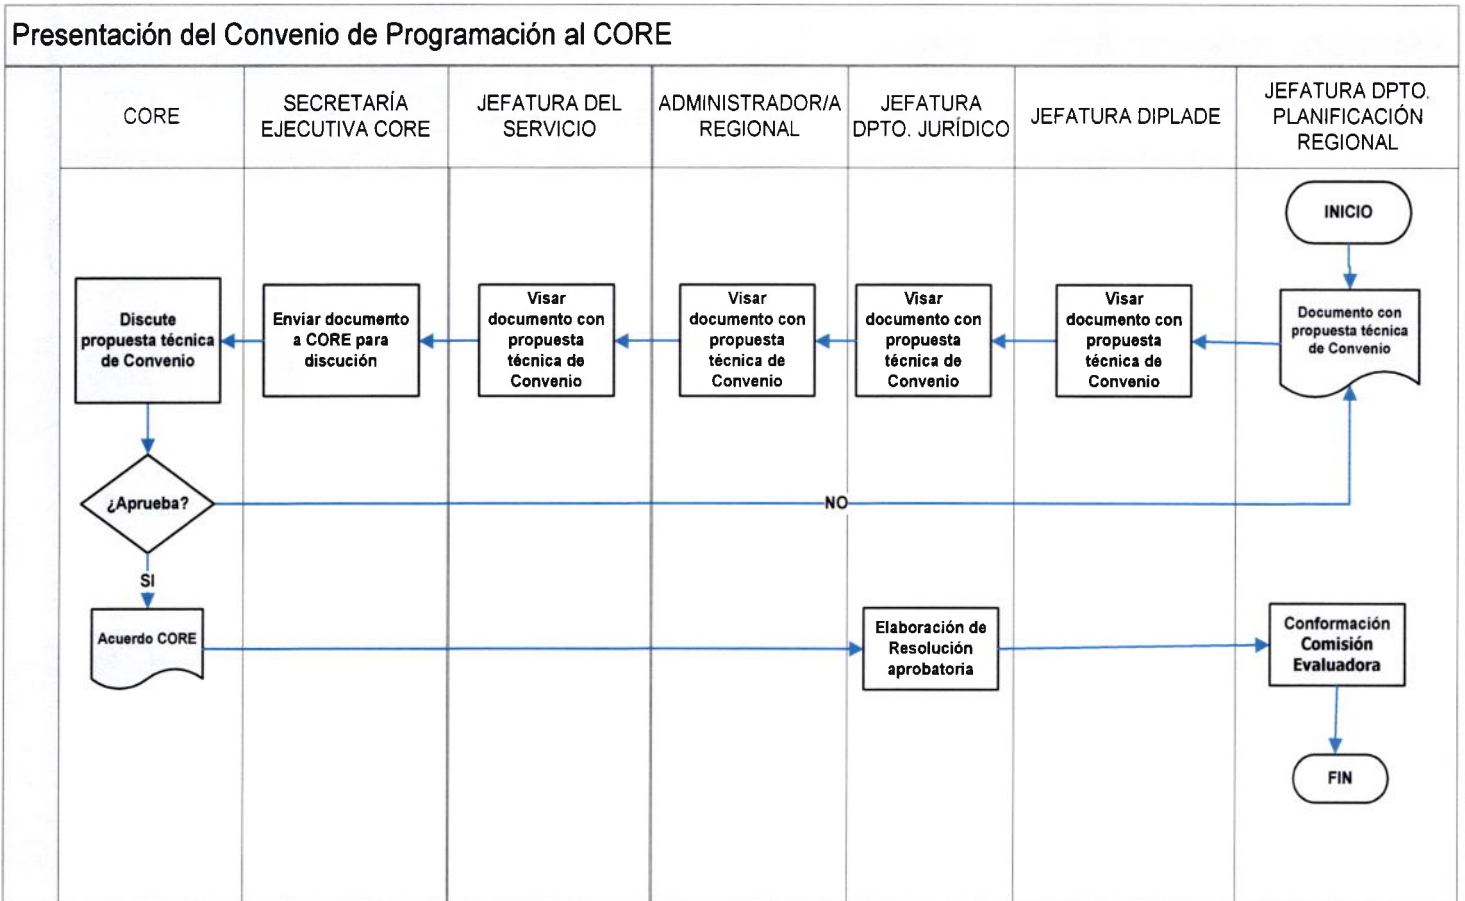 Presentación del Convenio de Programación al CORE
CORE
SECRETARÍA
EJECUTIVA CORE
JEFATURA DEL
SERVICIO
ADMINISTRADOR/A
REGIONAL
JEFATURA
DPTO. JURÍDICO
JEFATURA DIPLADE
JEFATURA DPTO.
PLANIFICACIÓN
REGIONAL
INICIO
Discute
propuesta técnica
de Convenio
Enviar documento
a CORE para
discución
Visar
documento con
propuesta
técnica de
Convenio
Visar
documento con
propuesta
técnica de
Convenio
Visar
documento con
propuesta
técnica de
Convenio
Visar
documento con
propuesta
técnica de
Convenio
Documento con
propuesta técnica
de Convenio
¿Aprueba?
NO
SI
Acuerdo CORE
Elaboración de
Resolución
aprobatoria
Conformación
Comisión
Evaluadora
FIN